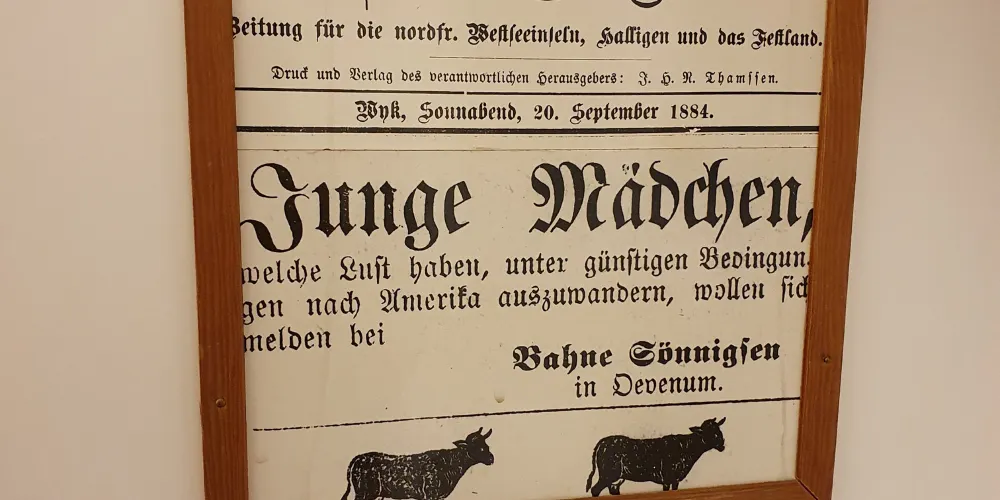 Zeitung für die nordfr. Westseeinseln, Halligen und das Festland.
Druck und Verlag des verantwortlichen Herausgebers: J. H. N. Thamssen.
Wyk, Sonnabend, 20. September 1884.
Junge Mädchen,
welche Lust haben, unter günstigen Bedingun-
gen nach Amerika auszuwandern, wollen sich
melden bei
Bahne Sönnigsen
in Oevenum.